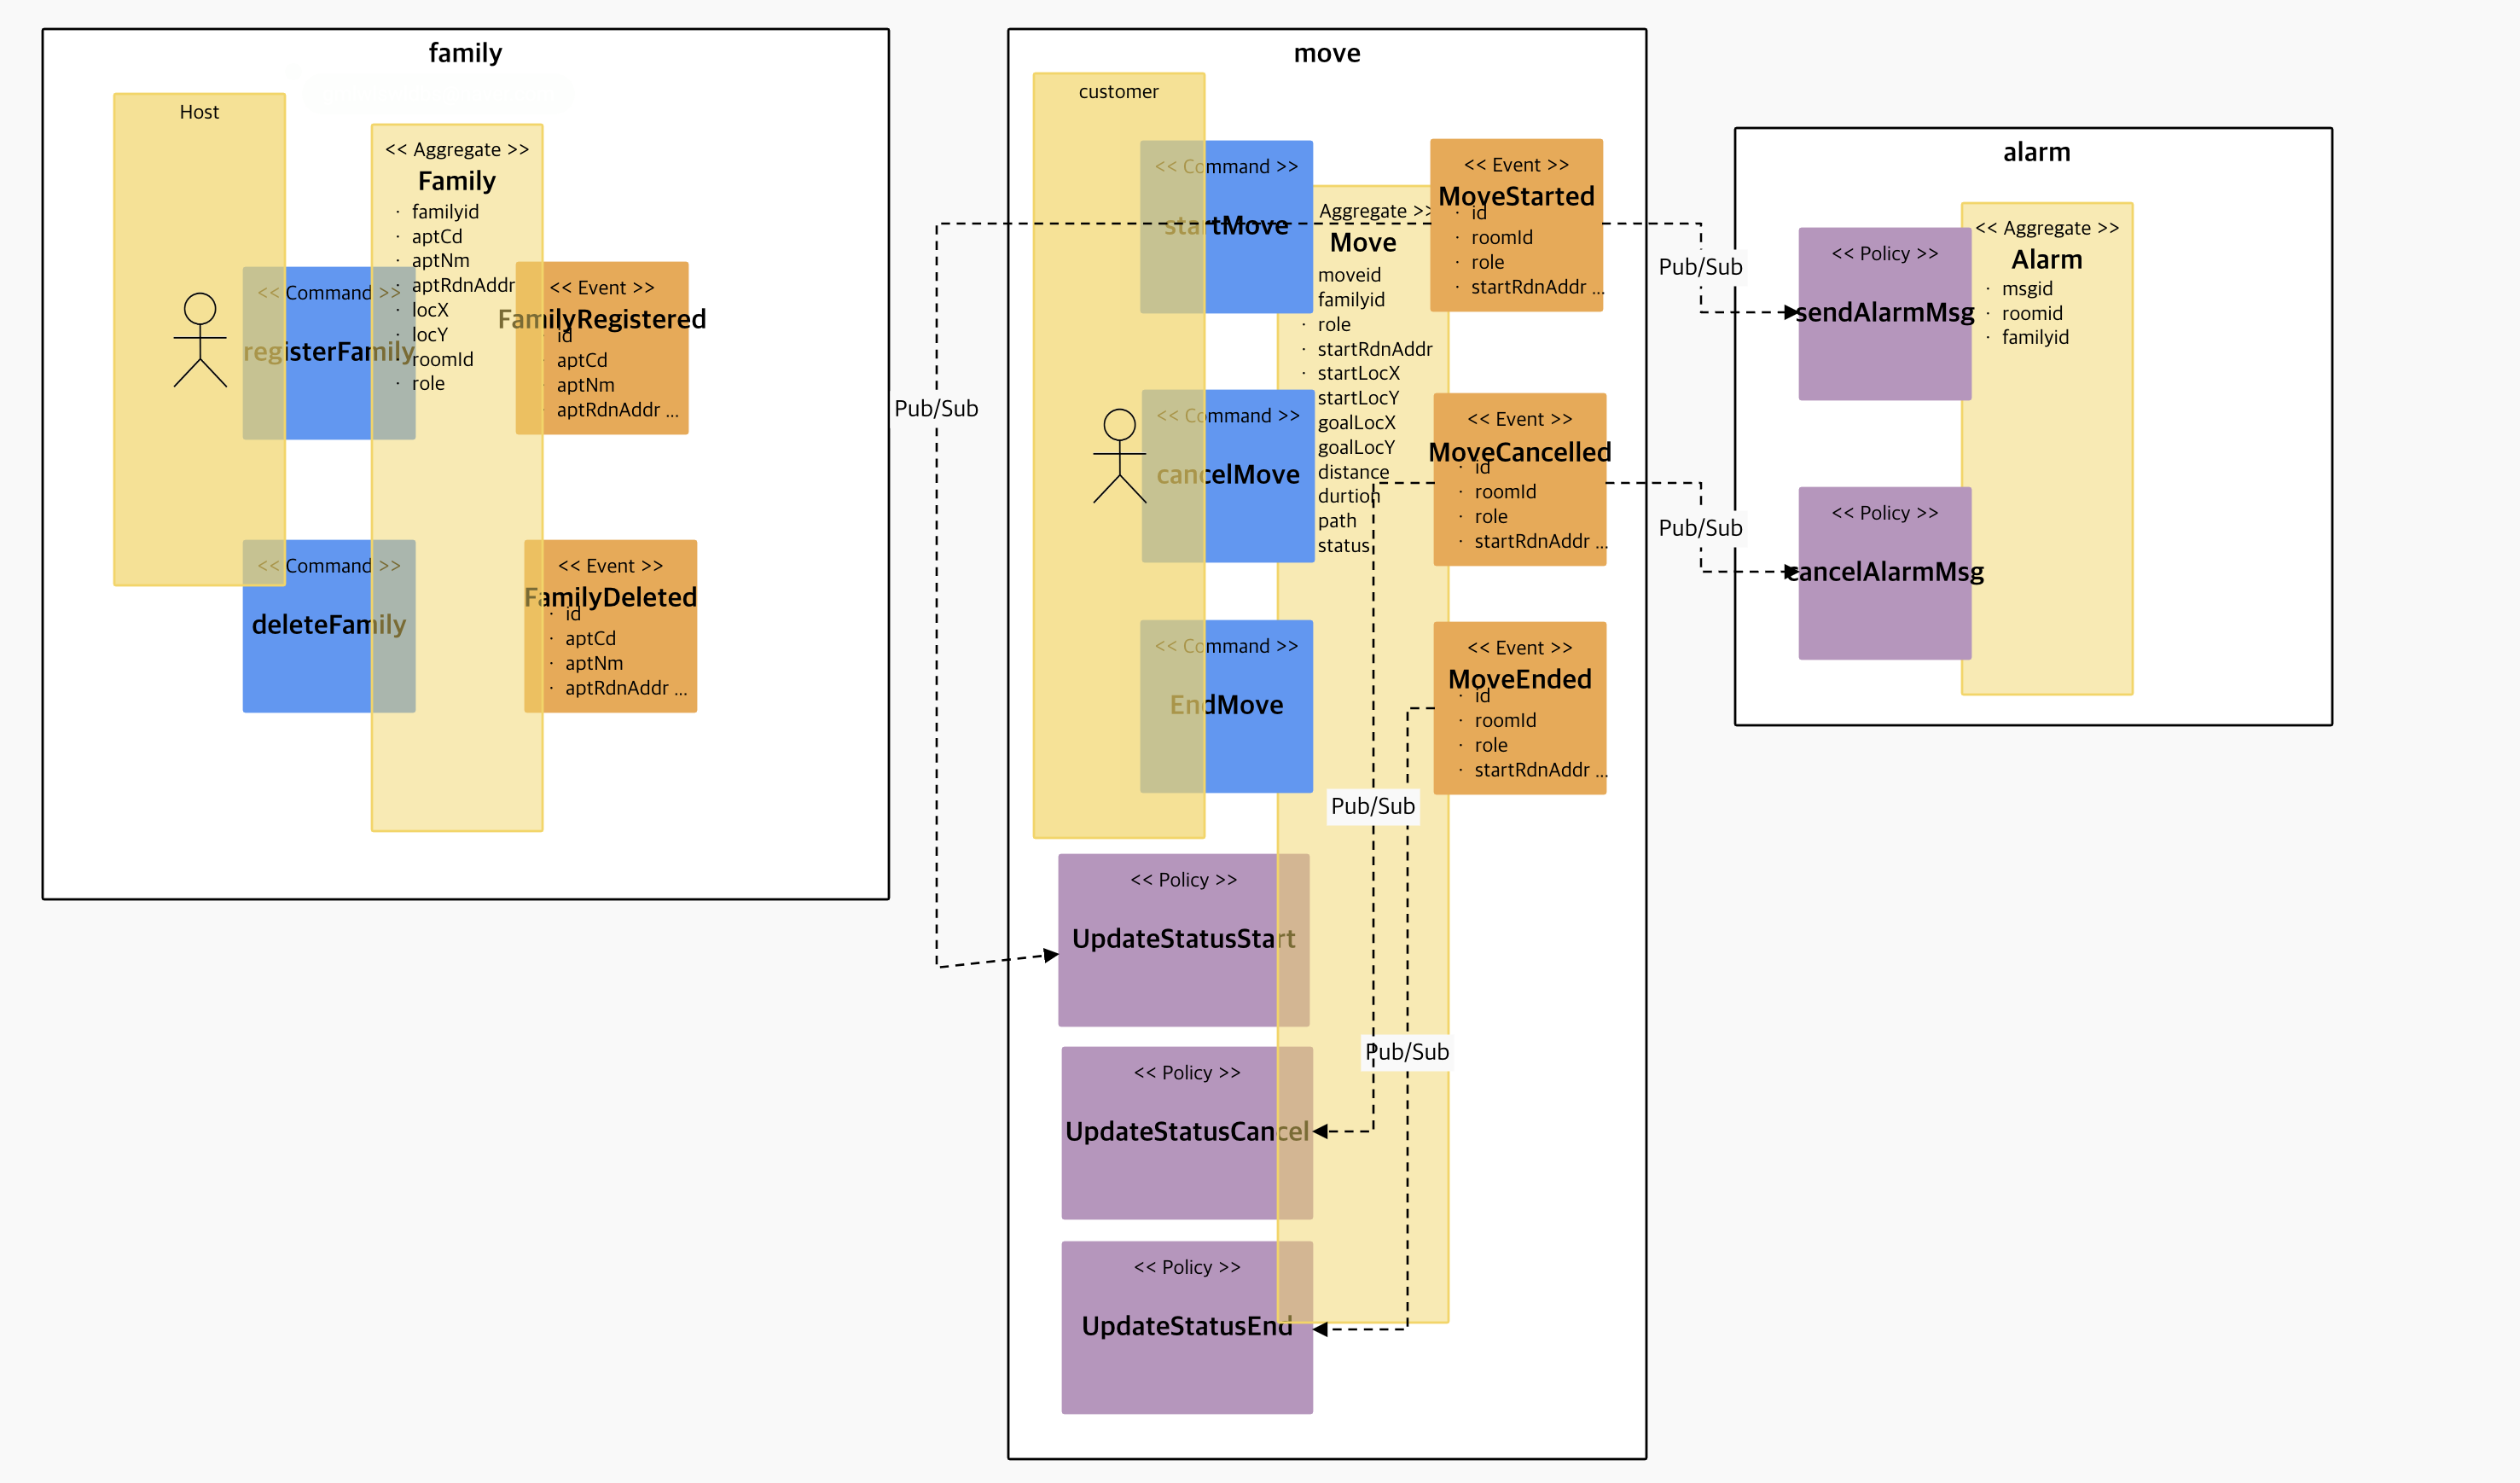 family
Host
<< Aggregate >>
Family
· familyid
· aptCd
· aptNm
· aptRdnAddr
· locX
· locY
· roomId
· role
<< Command >>
registerFamily
<< Event >>
FamilyRegistered
id
aptCd
aptNm
aptRdnAddr ...
<< Command >>
deleteFamily
<< Event >>
FamilyDeleted
· id
· aptCd
· aptNm
· aptRdnAddr ...
Pub/Sub
move
customer
<< Command >>
startMove
Aggregate >>
Move
moveid
familyid
· role
· startRdnAddr
· startLocX
startLocY
goalLocX
goalLocY
distance
durtion
path
status
<< Event >>
MoveStarted
· id
· roomId
· role
· startRdnAddr ...
<< Command >>
cancelMove
<< Event >>
MoveCancelled
· id
· roomId
· role
· startRdnAddr ...
<< Command >>
EndMove
<< Event >>
MoveEnded
· id
· roomId
· role
· startRdnAddr ...
Pub/Sub
<< Policy >>
UpdateStatusStart
Pub/Sub
<< Policy >>
UpdateStatusCancel
<< Policy >>
UpdateStatusEnd
Pub/Sub
Pub/Sub
alarm
<< Policy >>
sendAlarmMsg
<< Aggregate >>
Alarm
· msgid
· roomid
· familyid
<< Policy >>
cancelAlarmMsg